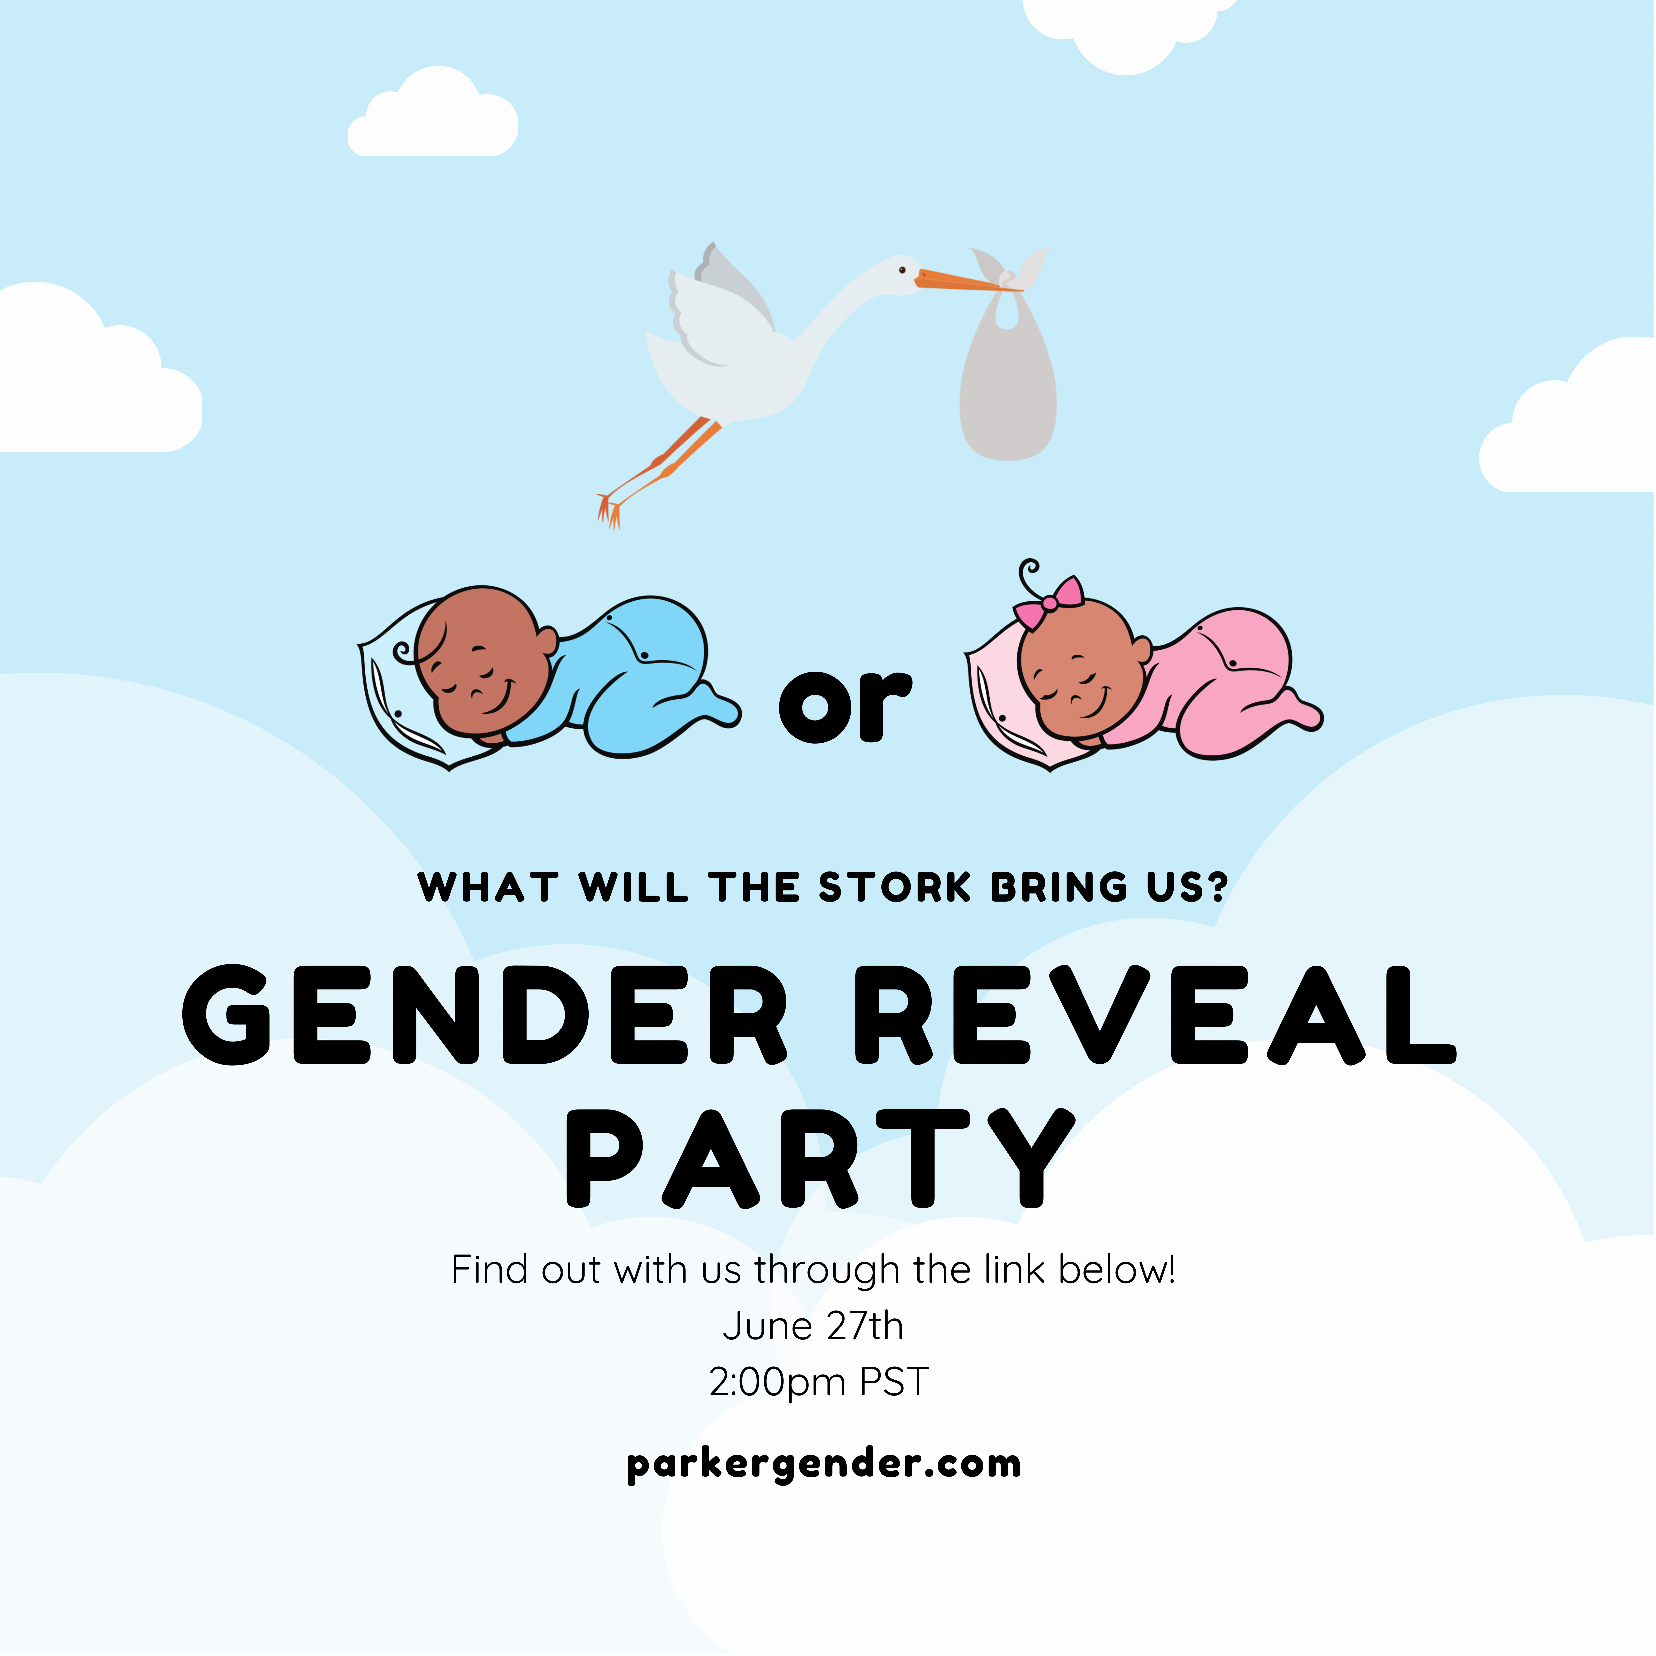 or
WHAT WILL THE STORK BRING US?
GENDER REVEAL
PARTY
Find out with us through the link below!
June 27th
2:00pm PST
parkergender.com